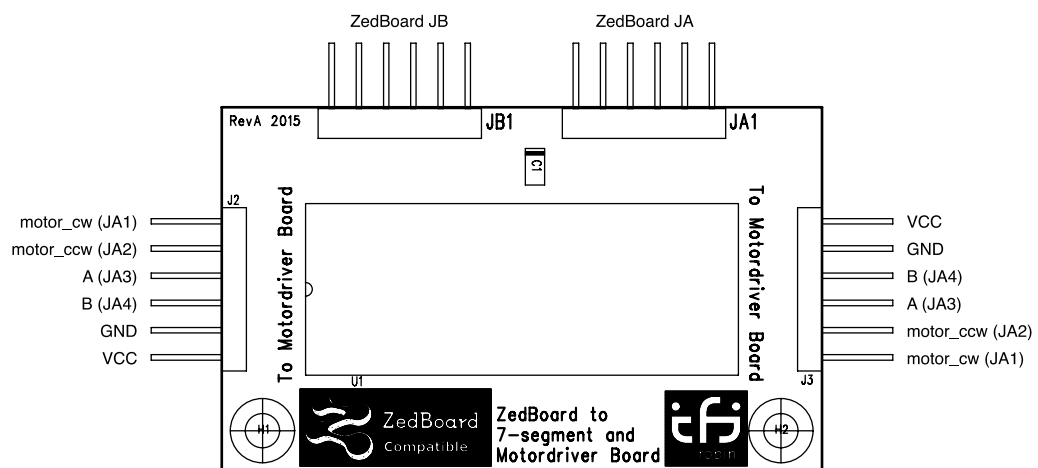 ZedBoard JB
ZedBoard JA
RevA 2015
JB1
JA1
C1
J2
To Motordriver Board
To Motordriver Board
motor_cw (JA1)
motor_ccw (JA2)
A (JA3)
B (JA4)
GND
VCC
VCC
GND
B (JA4)
A (JA3)
motor_ccw (JA2)
motor_cw (JA1)
U1
J3
H1
ZedBoard
Compatible
ZedBoard to
7-segment and
Motordriver Board
tfj
robin
H2